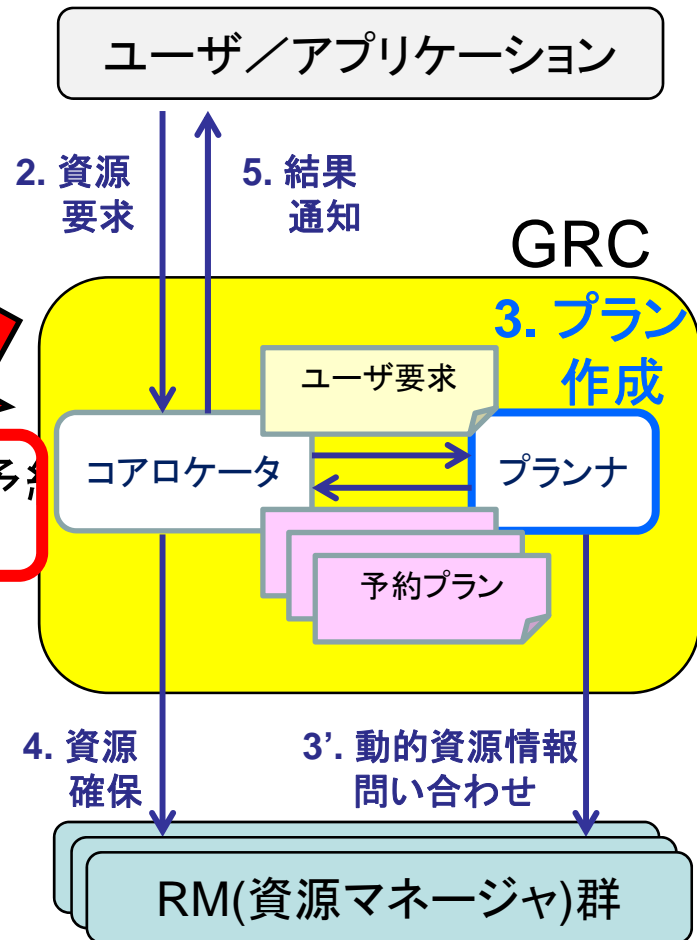 ユーザ／アプリケーション
2. 資源
要求
5. 結果
通知
GRC
3. プラン
作成
ユーザ要求
コアロケータ
プランナ
予約プラン
4. 資源
確保
3’. 動的資源情報
問い合わせ
RM(資源マネージャ)群